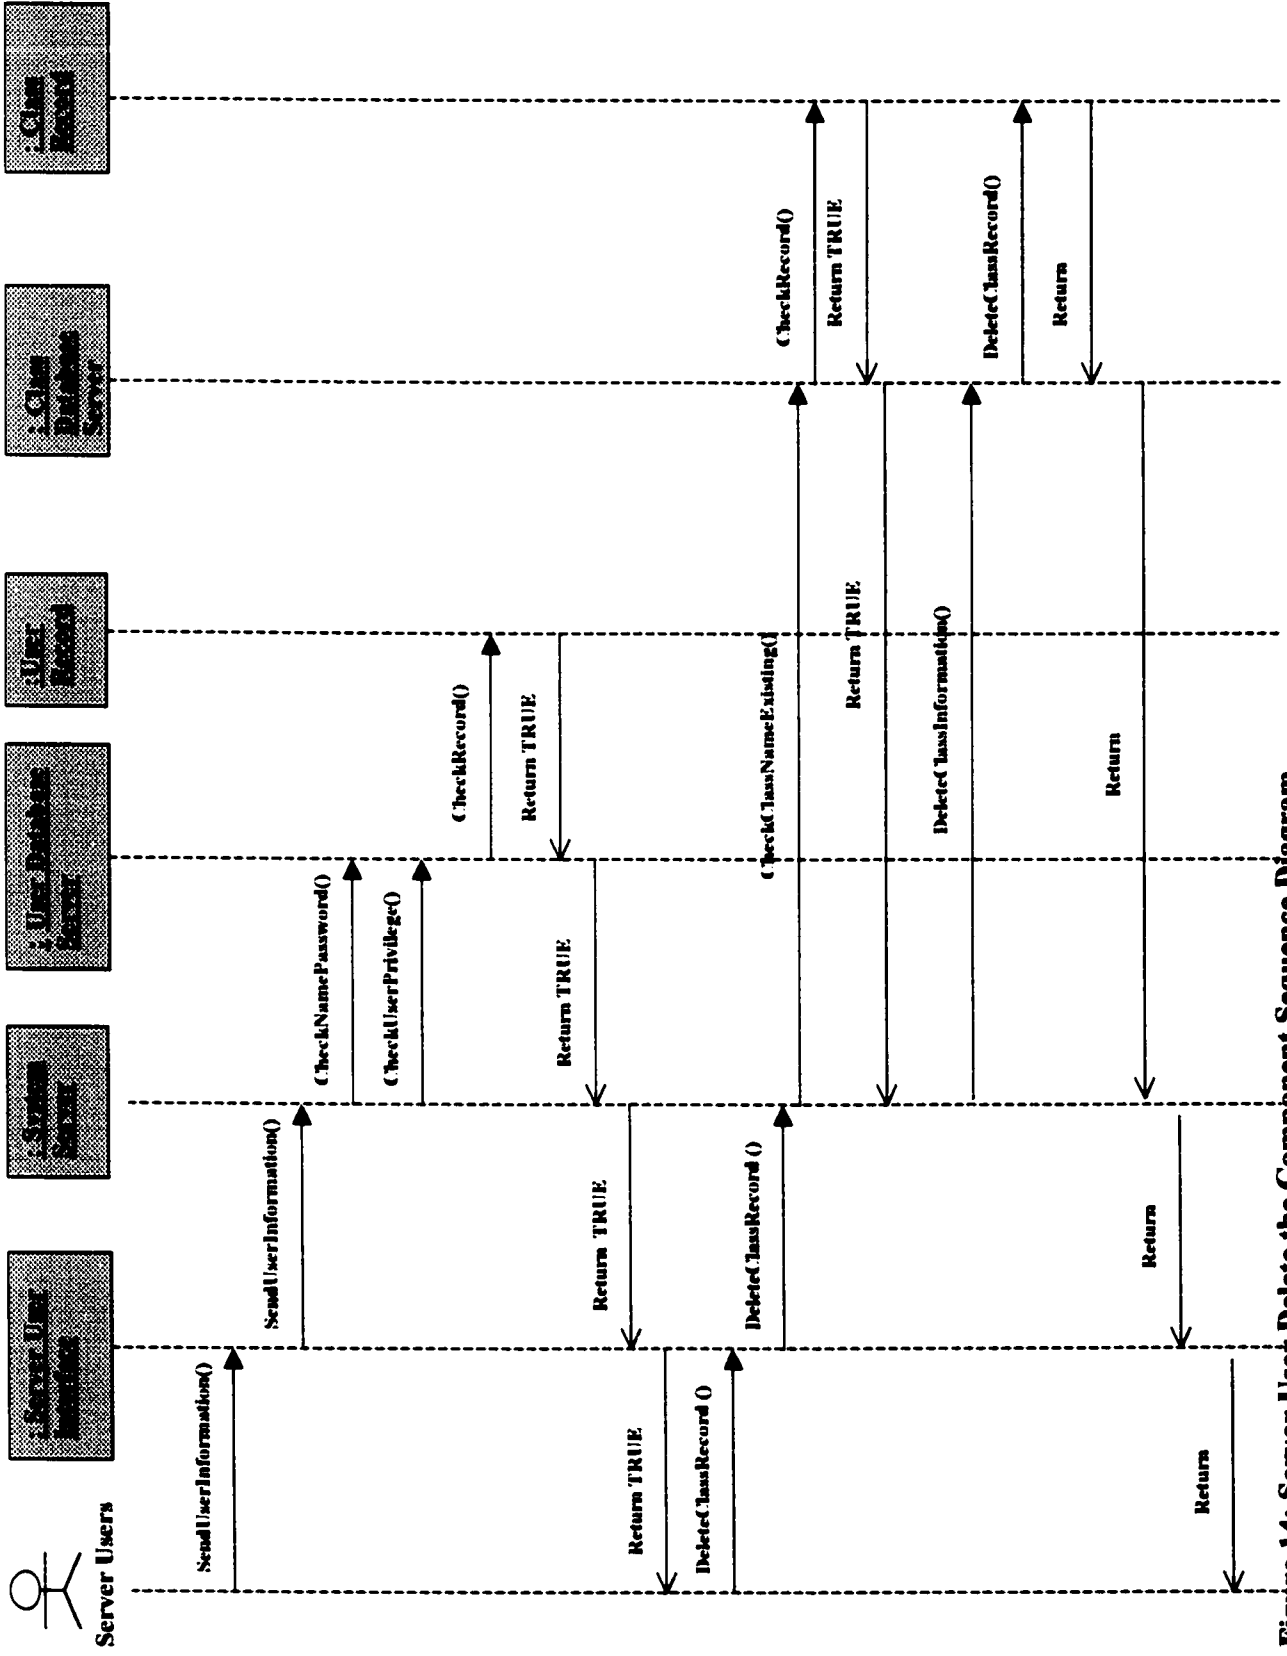 Server Users
: Server User
Interface
: System
Server
: User Database
Server
:User
Record
: Class
Database
Server
: Class
Record
SendUserInformation()
SendUserInformation()
CheckNamePassword()
CheckUserPrivilege()
CheckRecord()
Return TRUE
Return TRUE
Return TRUE
Return TRUE
DeleteClassRecord ()
DeleteClassRecord ()
CheckClassNameExisting()
CheckRecord()
Return TRUE
Return TRUE
DeleteClassInformation()
DeleteClassRecord()
Return
Return
Return
Return
Figure 14: Server User Delete the Component Sequence Diagram